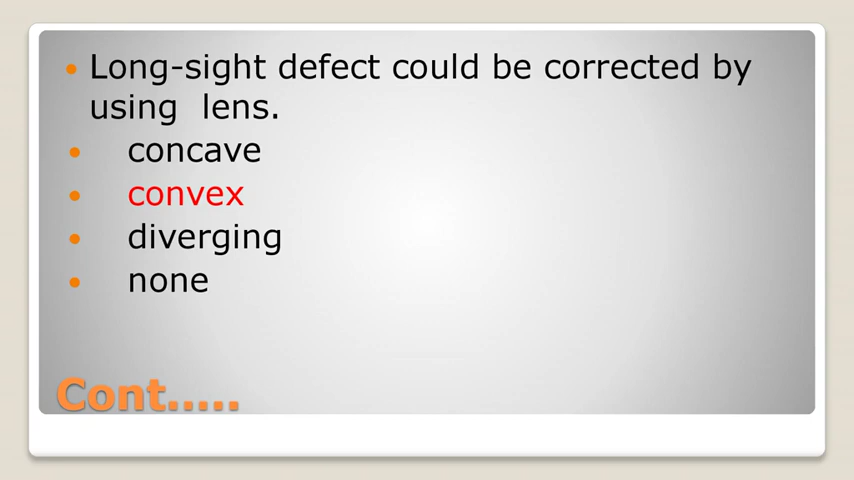 Long-sight defect could be corrected by
using lens.
concave
convex
diverging
none
Cont.....